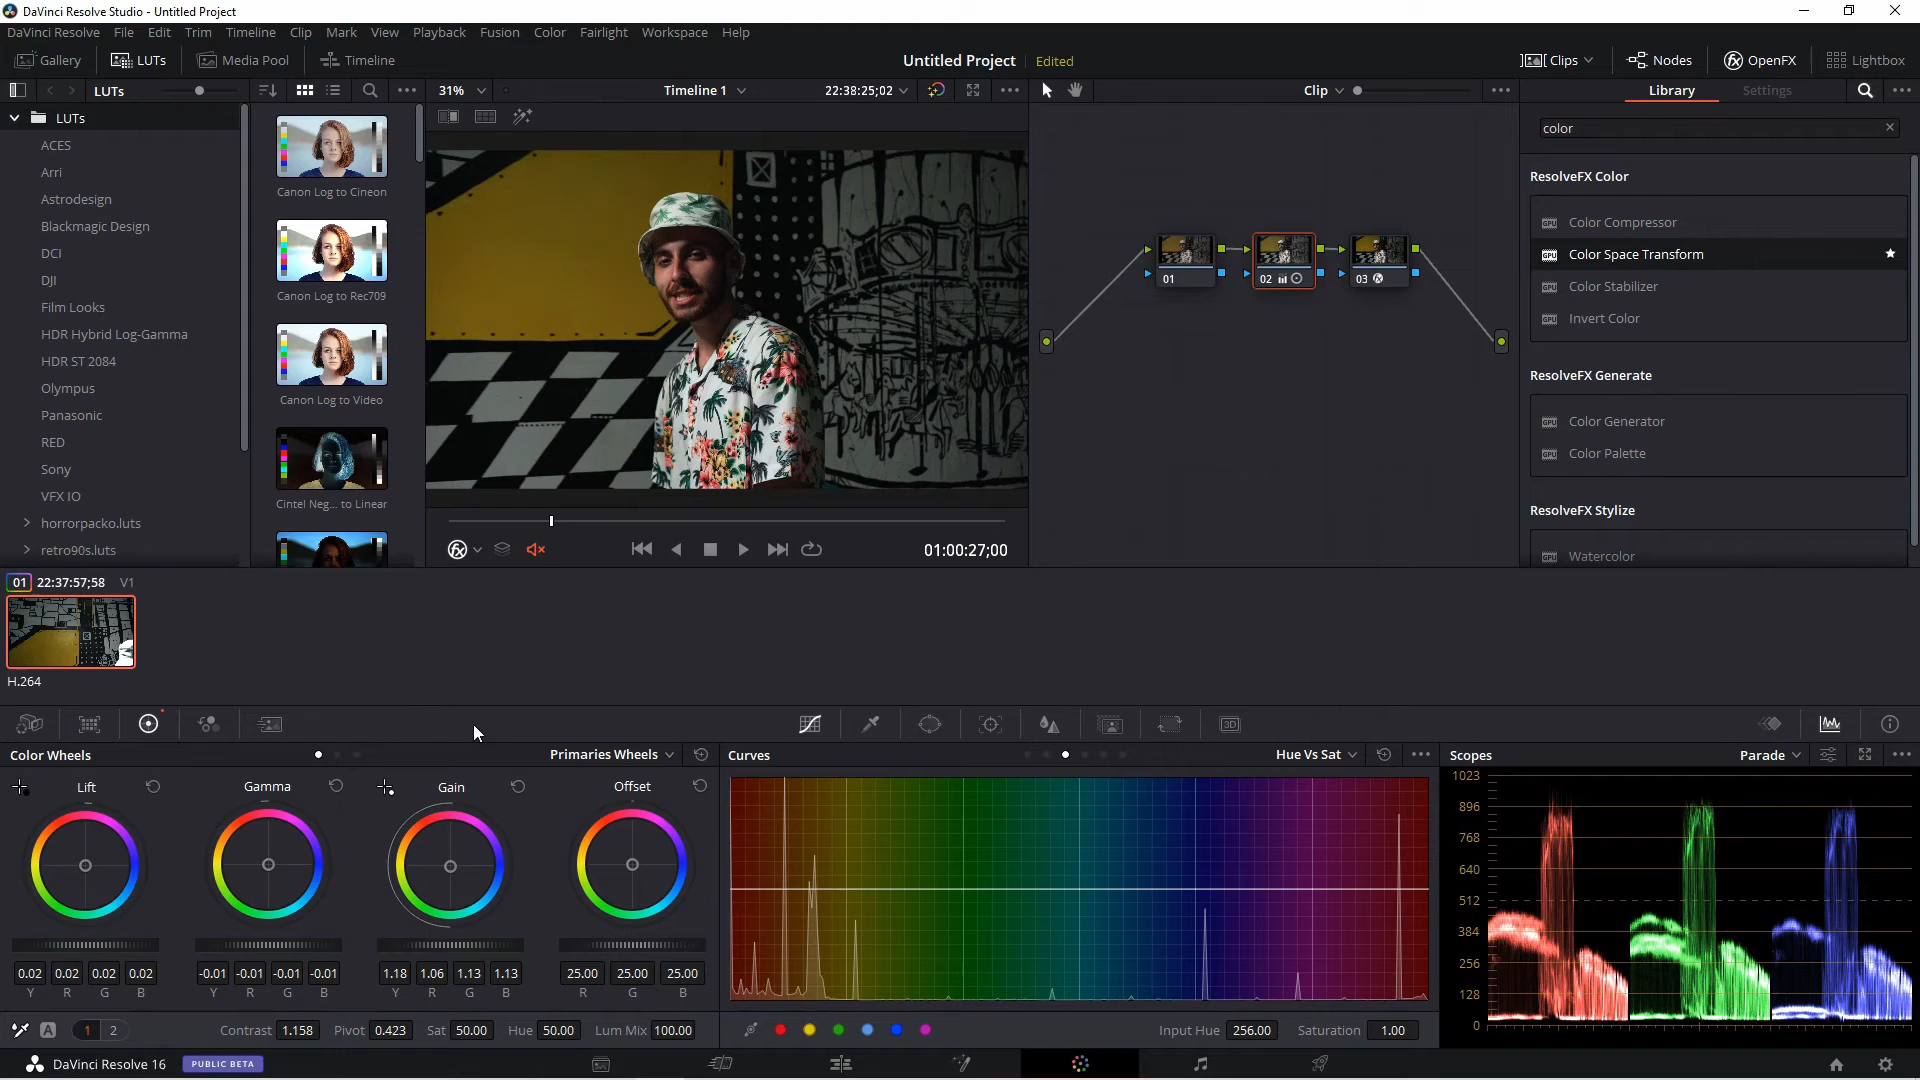 DaVinci Resolve Studio - Untitled Project
DaVinci Resolve File Edit Trim Timeline Clip Mark View Playback Fusion Color Fairlight Workspace Help
Gallery LUTs Media Pool Timeline Untitled Project Edited Clips Nodes OpenFX Lightbox
LUTs 31% Timeline 1 22:38:25;02 Clip Library Settings
LUTs
ACES
Arri
Astrodesign
Blackmagic Design
DCI
DJI
Film Looks
HDR Hybrid Log-Gamma
HDR ST 2084
Olympus
Panasonic
RED
Sony
VFX IO
horrorpacko.luts
retro90s.luts
Canon Log to Cineon
Canon Log to Rec709
Canon Log to Video
Cintel Neg... to Linear
01:00:27;00
01
02
03
color
ResolveFX Color
GPU Color Compressor
GPU Color Space Transform
GPU Color Stabilizer
GPU Invert Color
ResolveFX Generate
GPU Color Generator
GPU Color Palette
ResolveFX Stylize
GPU Watercolor
01 22:37:57;58 V1
H.264
3D
Color Wheels Primaries Wheels
Lift Gamma Gain Offset
0.02 0.02 0.02 0.02 -0.01 -0.01 -0.01 -0.01 1.18 1.06 1.13 1.13 25.00 25.00 25.00
Y R G B Y R G B Y R G B R G B
A 1 2 Contrast 1.158 Pivot 0.423 Sat 50.00 Hue 50.00 Lum Mix 100.00
Curves Hue Vs Sat
Input Hue 256.00 Saturation 1.00
Scopes Parade
1023
896
768
640
512
384
256
128
0
DaVinci Resolve 16 PUBLIC BETA